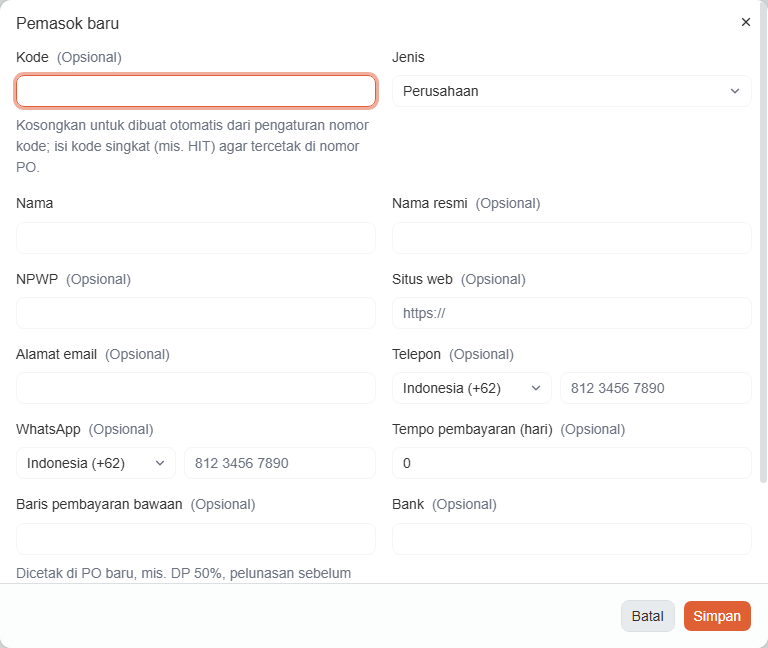 Pemasok baru
Kode (Opsional)
Jenis
Perusahaan
Kosongkan untuk dibuat otomatis dari pengaturan nomor
kode; isi kode singkat (mis. HIT) agar tercetak di nomor
PO.
Nama
Nama resmi (Opsional)
NPWP (Opsional)
Situs web (Opsional)
https://
Alamat email (Opsional)
Telepon (Opsional)
Indonesia (+62)
812 3456 7890
WhatsApp (Opsional)
Tempo pembayaran (hari) (Opsional)
Indonesia (+62)
812 3456 7890
0
Baris pembayaran bawaan (Opsional)
Bank (Opsional)
Dicetak di PO baru, mis. DP 50%, pelunasan sebelum
Batal
Simpan